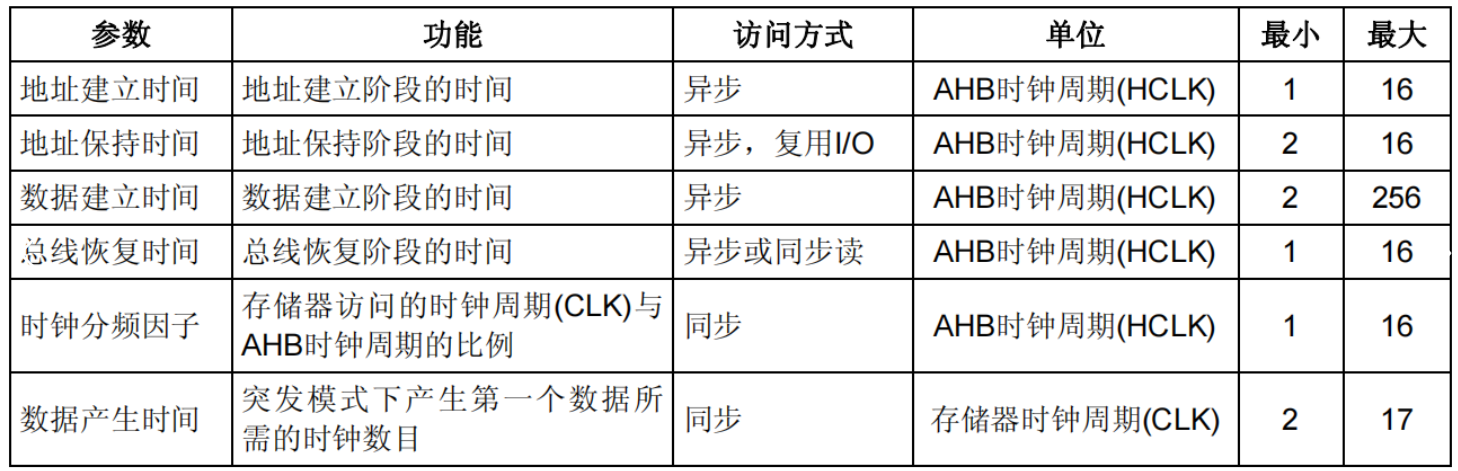 参数 功能 访问方式 单位 最小 最大
地址建立时间 地址建立阶段的时间 异步 AHB时钟周期(HCLK) 1 16
地址保持时间 地址保持阶段的时间 异步，复用I/O AHB时钟周期(HCLK) 2 16
数据建立时间 数据建立阶段的时间 异步 AHB时钟周期(HCLK) 2 256
总线恢复时间 总线恢复阶段的时间 异步或同步读 AHB时钟周期(HCLK) 1 16
时钟分频因子 存储器访问的时钟周期(CLK)与
AHB时钟周期的比例 同步 AHB时钟周期(HCLK) 1 16
数据产生时间 突发模式下产生第一个数据所
需的时钟数目 同步 存储器时钟周期(CLK) 2 17